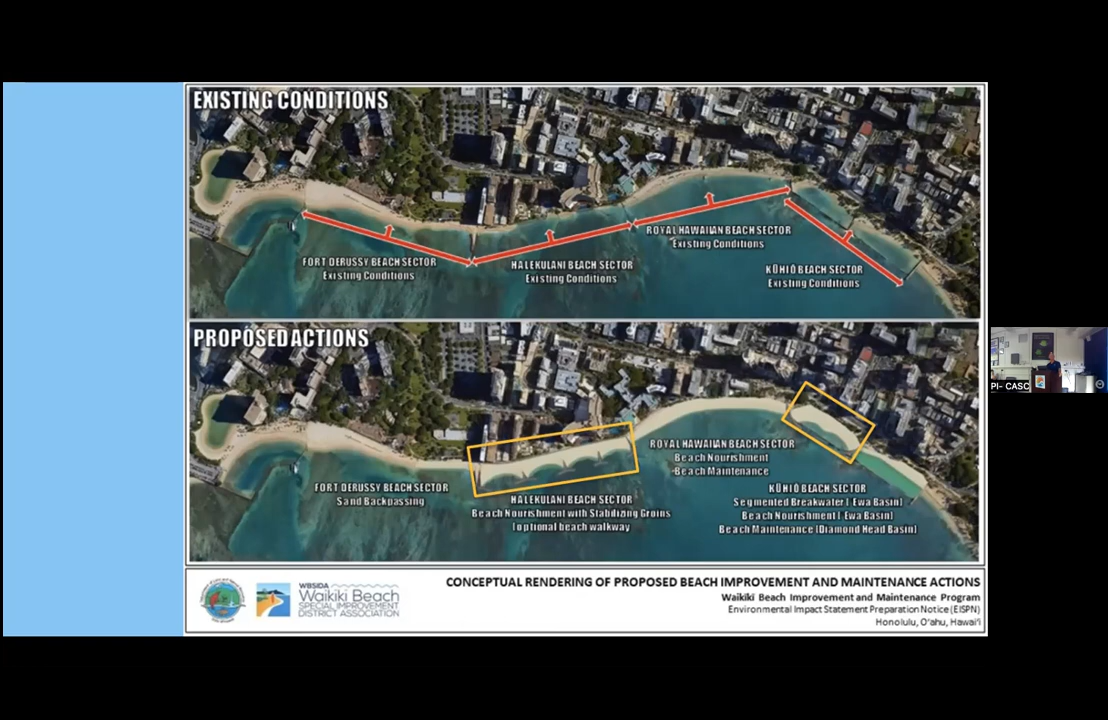 EXISTING CONDITIONS
FORT DERUSSY BEACH SECTOR
Existing Conditions
HALEKULANI BEACH SECTOR
Existing Conditions
ROYAL HAWAIIAN BEACH SECTOR
Existing Conditions
KŪHIŌ BEACH SECTOR
Existing Conditions
PROPOSED ACTIONS
FORT DERUSSY BEACH SECTOR
Sand Backpassing
HALEKULANI BEACH SECTOR
Beach Nourishment with Stabilizing Groins
(optional beach walkway
ROYAL HAWAIIAN BEACH SECTOR
Beach Nourishment
Beach Maintenance
KŪHIŌ BEACH SECTOR
Segmented Breakwater (ʻEwa Basin)
Beach Nourishment (ʻEwa Basin)
Beach Maintenance (Diamond Head Basin)
WBSIDA
Waikiki Beach
SPECIAL IMPROVEMENT
DISTRICT ASSOCIATION
CONCEPTUAL RENDERING OF PROPOSED BEACH IMPROVEMENT AND MAINTENANCE ACTIONS
Waikīkī Beach Improvement and Maintenance Program
Environmental Impact Statement Preparation Notice (EISPN)
Honolulu, Oʻahu, Hawaiʻi
PI- CASC